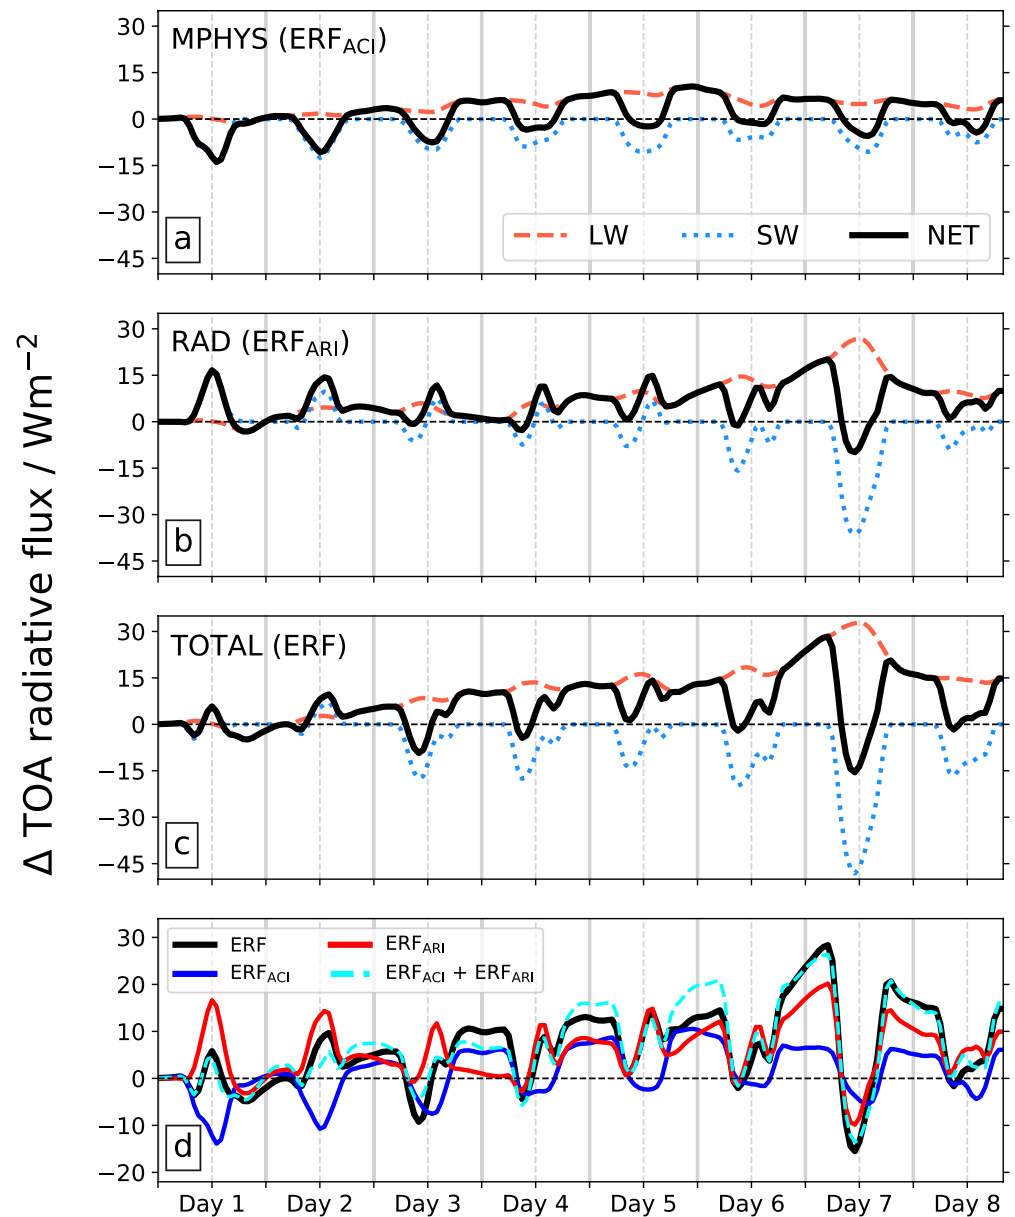 Δ TOA radiative flux / Wm⁻²
MPHYS (ERF_ACI)
30
15
0
−15
−30
−45
a
LW SW NET
RAD (ERF_ARI)
30
15
0
−15
−30
−45
b
TOTAL (ERF)
30
15
0
−15
−30
−45
c
ERF ERF_ARI
ERF_ACI ERF_ACI + ERF_ARI
30
20
10
0
−10
−20
d
Day 1 Day 2 Day 3 Day 4 Day 5 Day 6 Day 7 Day 8